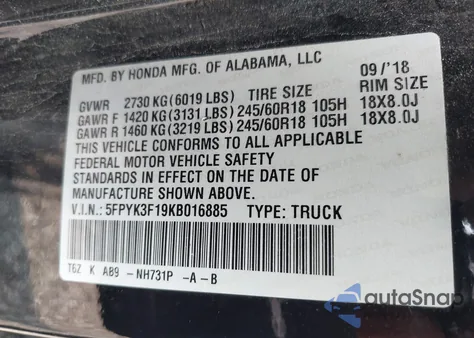 MFD. BY HONDA MFG. OF ALABAMA, LLC 09/'18
GVWR 2730 KG(6019 LBS) TIRE SIZE RIM SIZE
GAWR F 1420 KG(3131 LBS) 245/60R18 105H 18X8.0J
GAWR R 1460 KG(3219 LBS) 245/60R18 105H 18X8.0J
THIS VEHICLE CONFORMS TO ALL APPLICABLE
FEDERAL MOTOR VEHICLE SAFETY
STANDARDS IN EFFECT ON THE DATE OF
MANUFACTURE SHOWN ABOVE.
V.I.N.: 5FPYK3F19KB016885 TYPE: TRUCK
T6Z K AB9 -NH731P -A-B
autoSnap